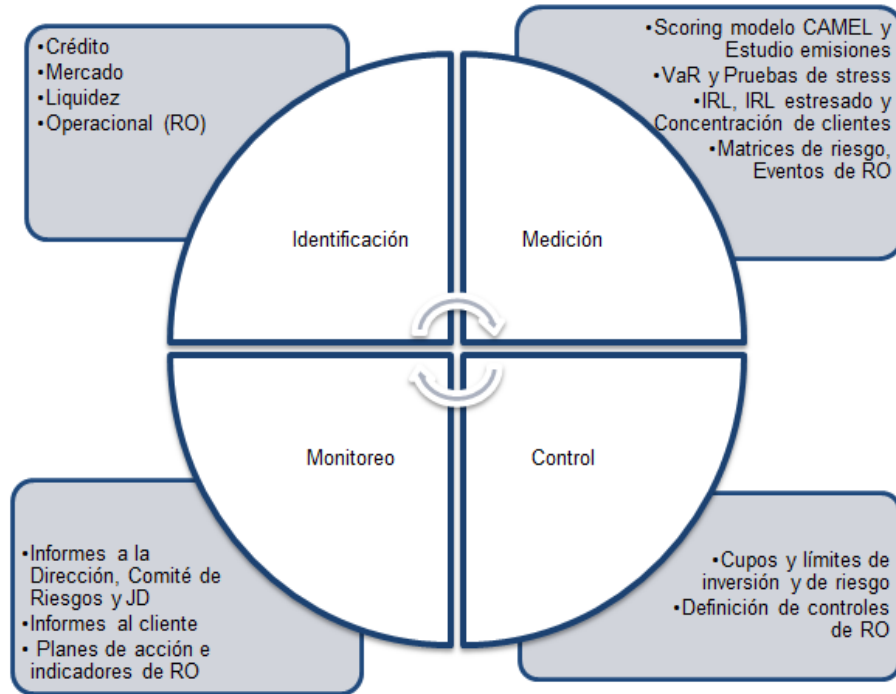 •Crédito
•Mercado
•Liquidez
•Operacional (RO)
•Scoring modelo CAMEL y
Estudio emisiones
•VaR y Pruebas de stress
•IRL, IRL estresado y
Concentración de clientes
•Matrices de riesgo,
Eventos de RO
Identificación
Medición
Monitoreo
Control
•Informes a la
Dirección, Comité de
Riesgos y JD
•Informes al cliente
• Planes de acción e
indicadores de RO
•Cupos y límites de
inversión y de riesgo
•Definición de controles
de RO